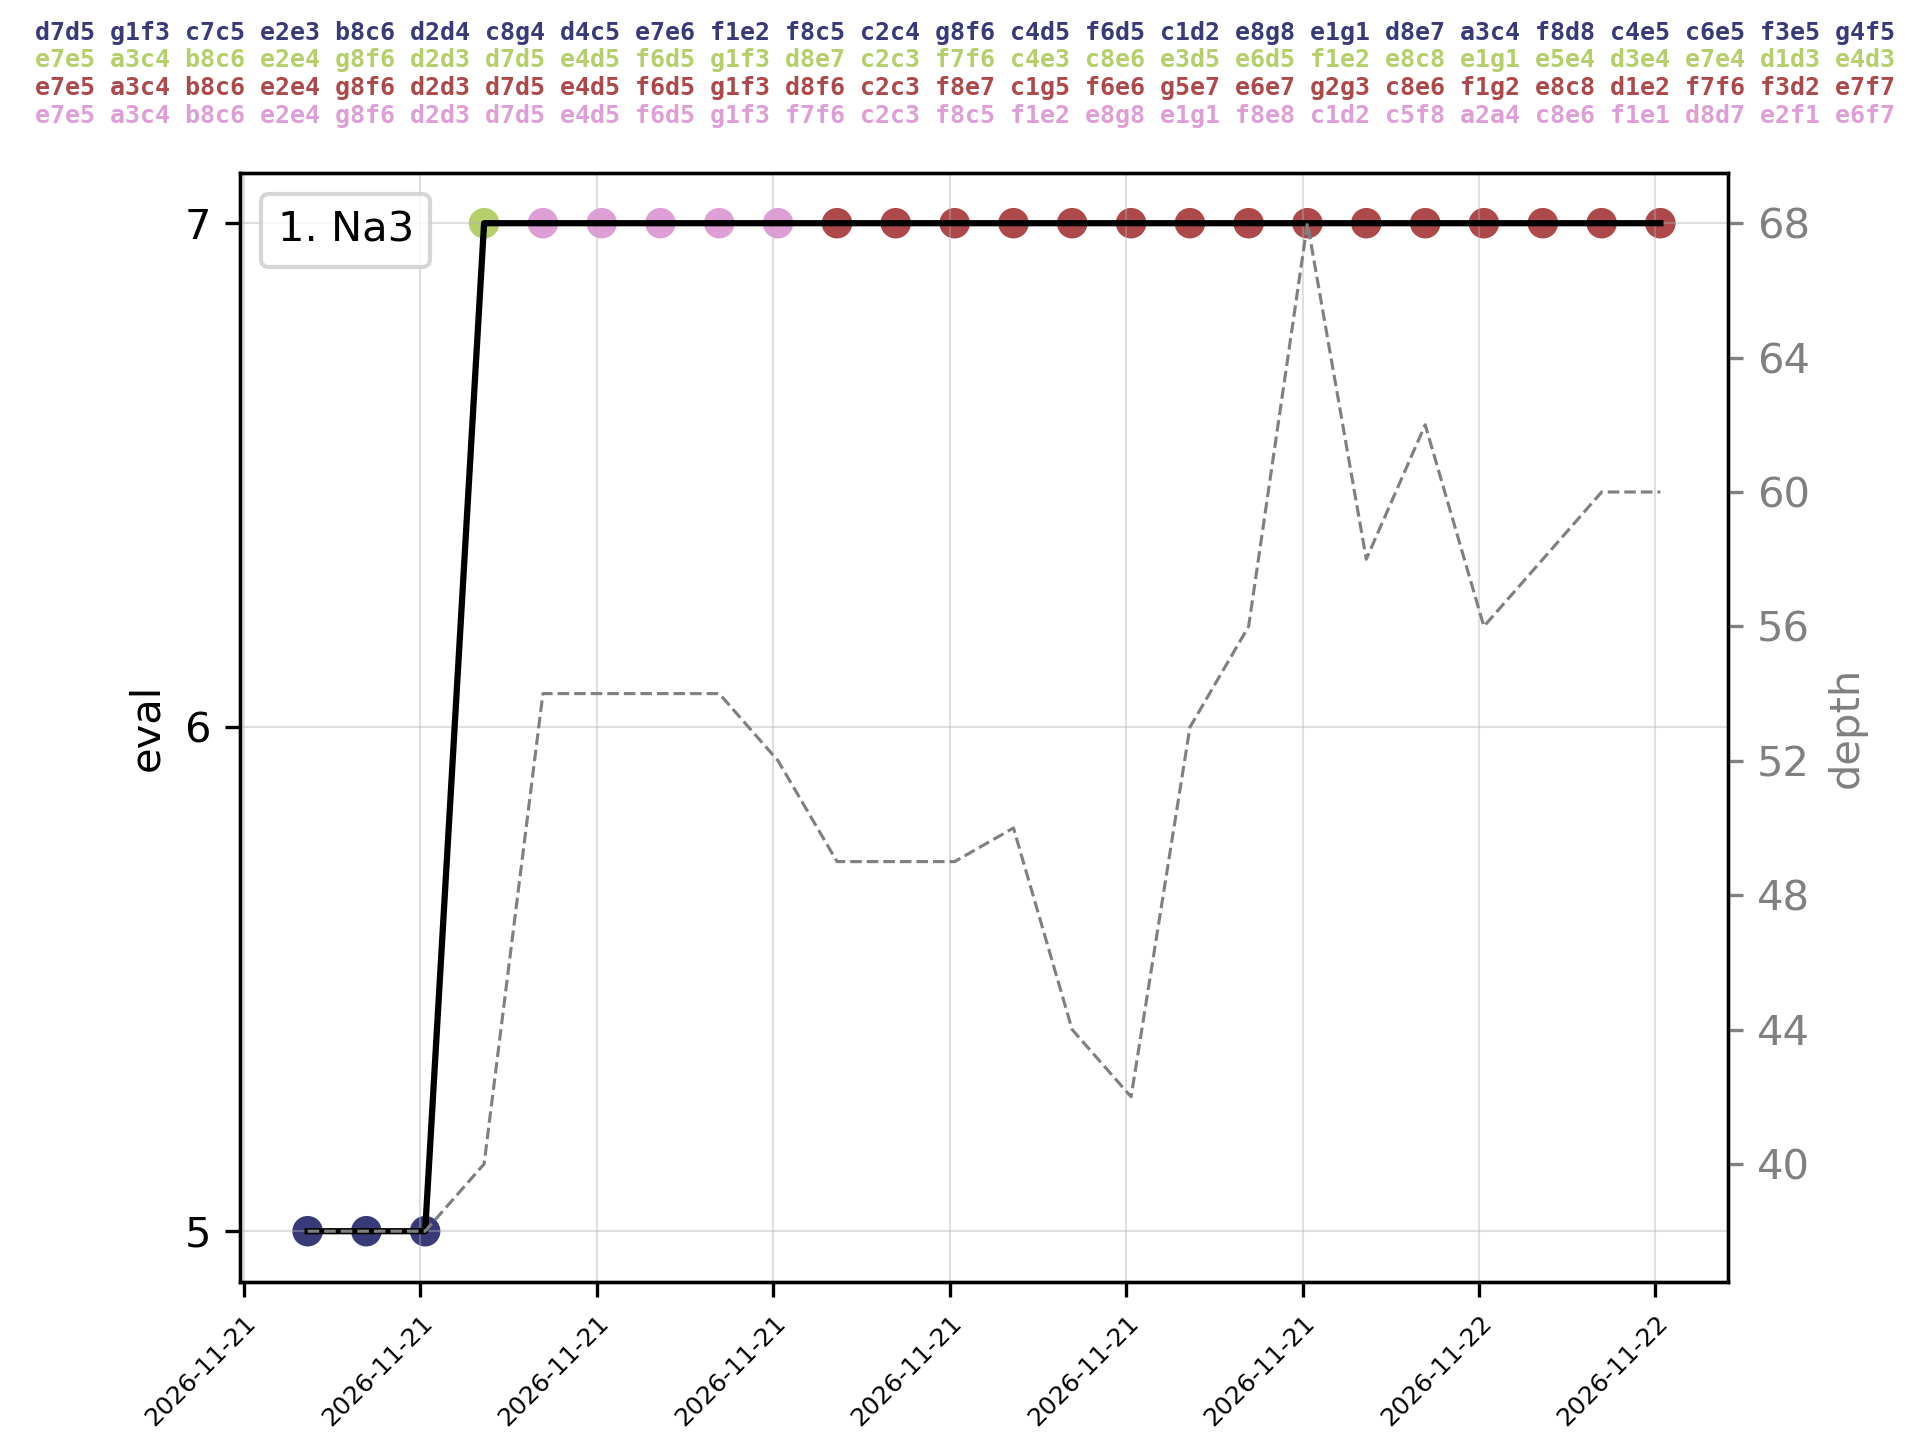 d7d5 g1f3 c7c5 e2e3 b8c6 d2d4 c8g4 d4c5 e7e6 f1e2 f8c5 c2c4 g8f6 c4d5 f6d5 c1d2 e8g8 e1g1 d8e7 a3c4 f8d8 c4e5 c6e5 f3e5 g4f5
e7e5 a3c4 b8c6 e2e4 g8f6 d2d3 d7d5 e4d5 f6d5 g1f3 d8e7 c2c3 f7f6 c4e3 c8e6 e3d5 e6d5 f1e2 e8c8 e1g1 e5e4 d3e4 e7e4 d1d3 e4d3
e7e5 a3c4 b8c6 e2e4 g8f6 d2d3 d7d5 e4d5 f6d5 g1f3 d8f6 c2c3 f8e7 c1g5 f6e6 g5e7 e6e7 g2g3 c8e6 f1g2 e8c8 d1e2 f7f6 f3d2 e7f7
e7e5 a3c4 b8c6 e2e4 g8f6 d2d3 d7d5 e4d5 f6d5 g1f3 f7f6 c2c3 f8c5 f1e2 e8g8 e1g1 f8e8 c1d2 c5f8 a2a4 c8e6 f1e1 d8d7 e2f1 e6f7
1. Na3
7
6
5
eval
68
64
60
56
52
48
44
40
depth
2026-11-21
2026-11-21
2026-11-21
2026-11-21
2026-11-21
2026-11-21
2026-11-21
2026-11-22
2026-11-22